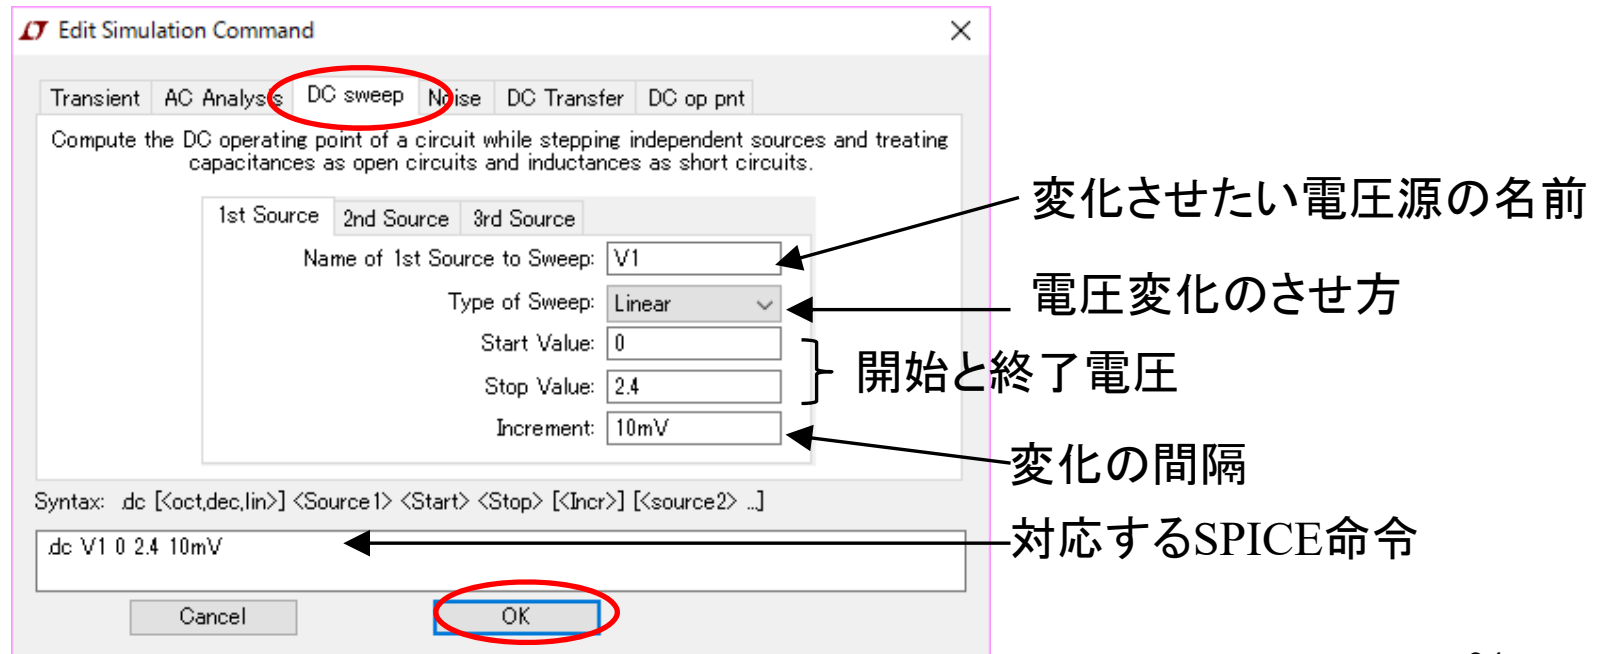 Edit Simulation Command
Transient AC Analysis DC sweep Noise DC Transfer DC op pnt
Compute the DC operating point of a circuit while stepping independent sources and treating
capacitances as open circuits and inductances as short circuits.
1st Source 2nd Source 3rd Source
変化させたい電圧源の名前
Name of 1st Source to Sweep: V1
電圧変化のさせ方
Type of Sweep: Linear
Start Value: 0
開始と終了電圧
Stop Value: 2.4
Increment: 10mV
変化の間隔
Syntax: .dc [<oct,dec,lin>] <Source1> <Start> <Stop> [<Incr>] [<source2> ...]
対応するSPICE命令
.dc V1 0 2.4 10mV
Cancel OK